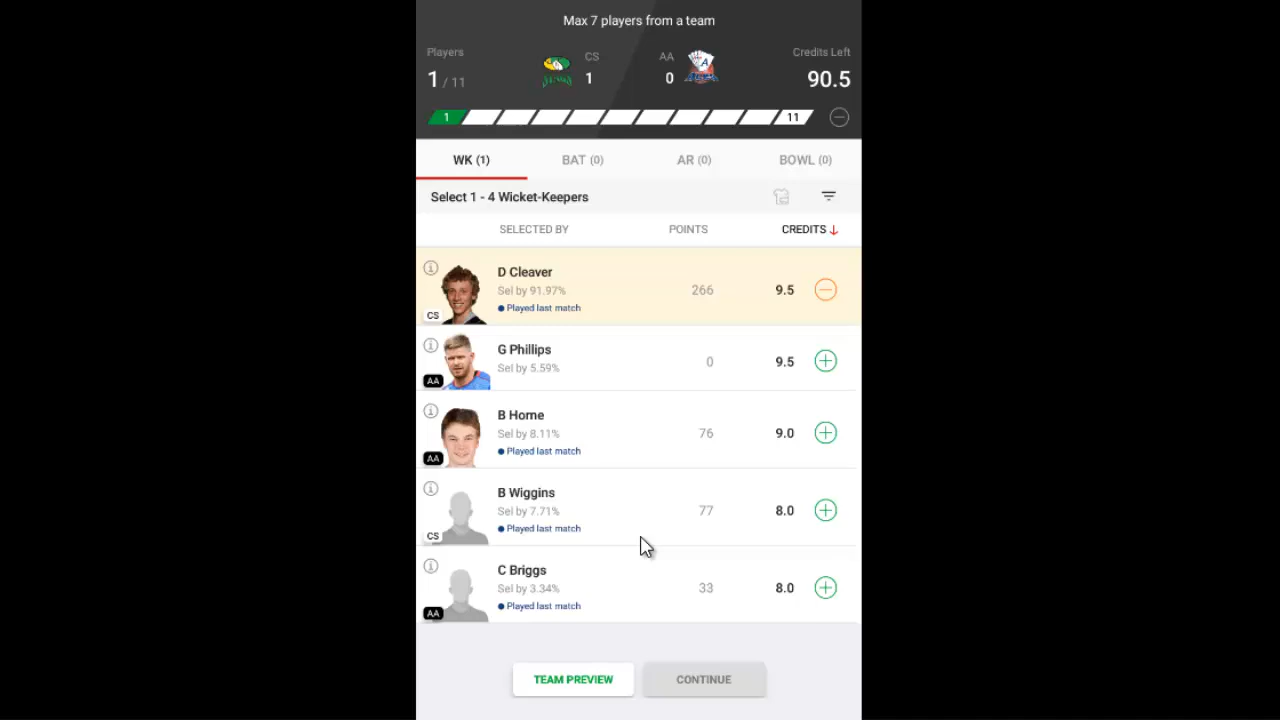 Max 7 players from a team
Players
CS
AA
Credits Left
1 / 11
1
0
90.5
1
11
WK (1)
BAT (0)
AR (0)
BOWL (0)
Select 1 - 4 Wicket-Keepers
SELECTED BY
POINTS
CREDITS
D Cleaver
Sel by 91.97%
266
9.5
Played last match
CS
G Phillips
Sel by 5.59%
0
9.5
AA
B Horne
Sel by 8.11%
76
9.0
Played last match
AA
B Wiggins
Sel by 7.71%
77
8.0
Played last match
CS
C Briggs
Sel by 3.34%
33
8.0
Played last match
AA
TEAM PREVIEW
CONTINUE